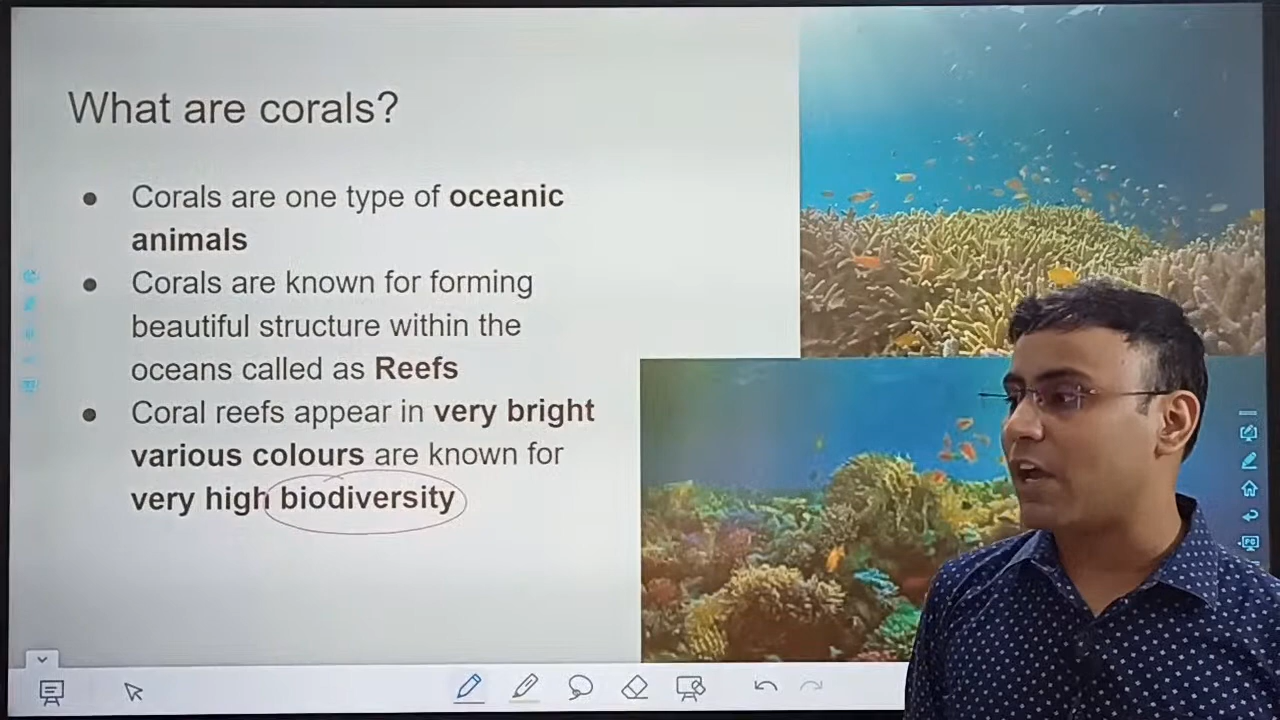 What are corals?
● Corals are one type of oceanic
animals
● Corals are known for forming
beautiful structure within the
oceans called as Reefs
● Coral reefs appear in very bright
various colours are known for
very high biodiversity